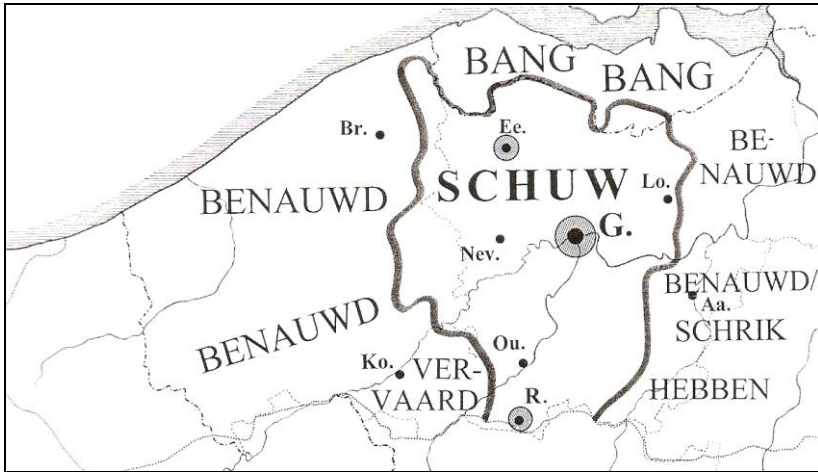 BANG
BANG
Br.
Ee.
BE-
NAUWD
SCHUW
Lo.
BENAUWD
G.
Nev.
BENAUWD/
Aa.
SCHRIK
BENAUWD
Ou.
Ko.
VER-
VAARD
HEBBEN
R.